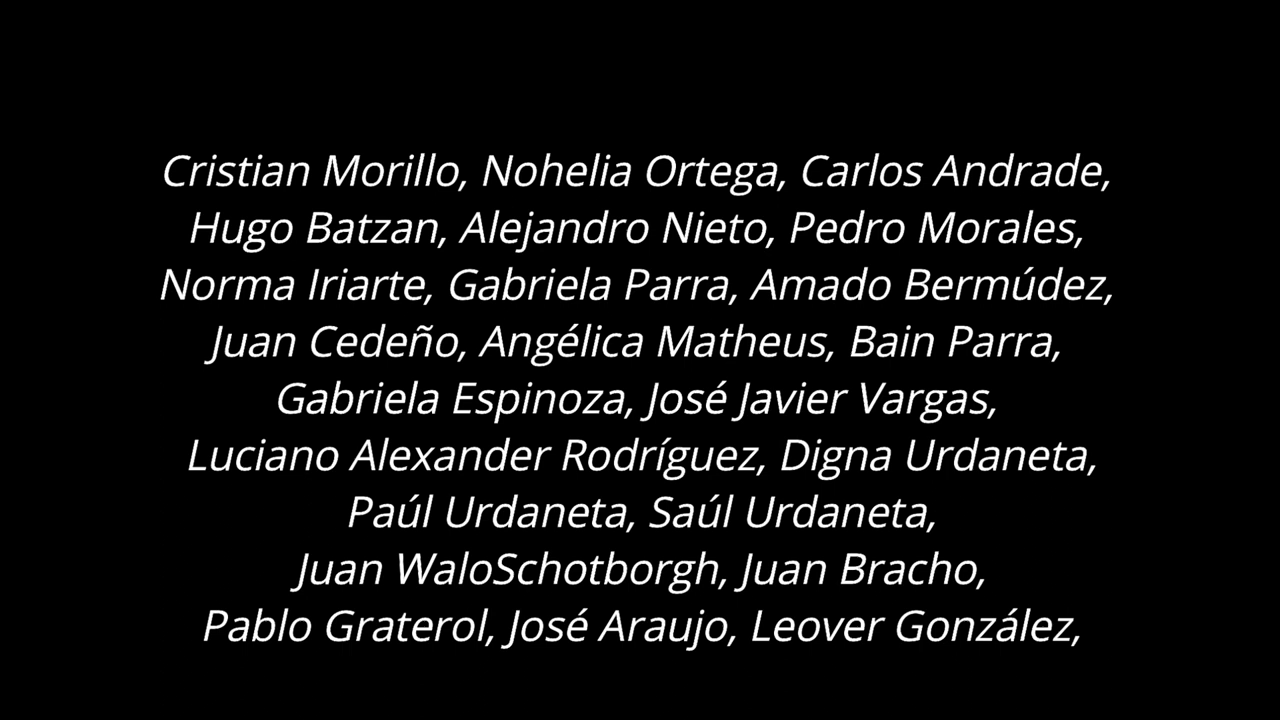 Cristian Morillo, Nohelia Ortega, Carlos Andrade,
Hugo Batzan, Alejandro Nieto, Pedro Morales,
Norma Iriarte, Gabriela Parra, Amado Bermúdez,
Juan Cedeño, Angélica Matheus, Bain Parra,
Gabriela Espinoza, José Javier Vargas,
Luciano Alexander Rodríguez, Digna Urdaneta,
Paúl Urdaneta, Saúl Urdaneta,
Juan WaloSchotborgh, Juan Bracho,
Pablo Graterol, José Araujo, Leover González,